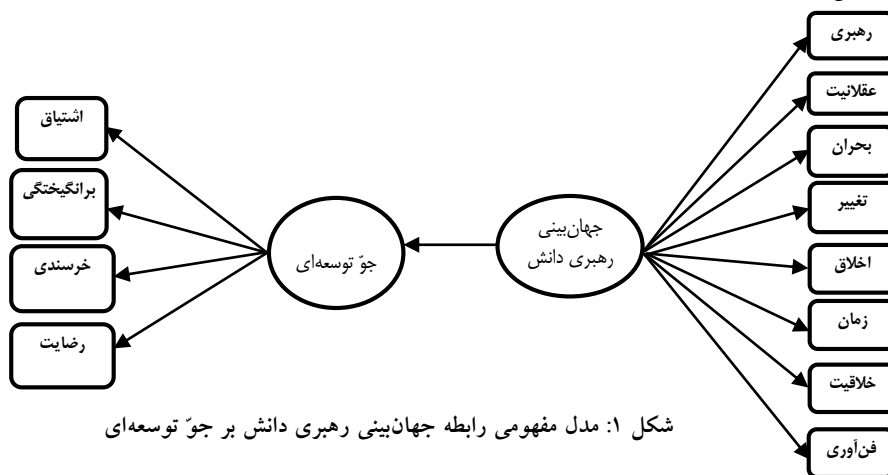 رهبری
عقلانیت
بحران
تغییر
اخلاق
زمان
خلاقیت
فن‌آوری
جهان‌بینی
رهبری دانش
جوّ توسعه‌ای
اشتیاق
برانگیختگی
خرسندی
رضایت
شکل ۱: مدل مفهومی رابطه جهان‌بینی رهبری دانش بر جوّ توسعه‌ای